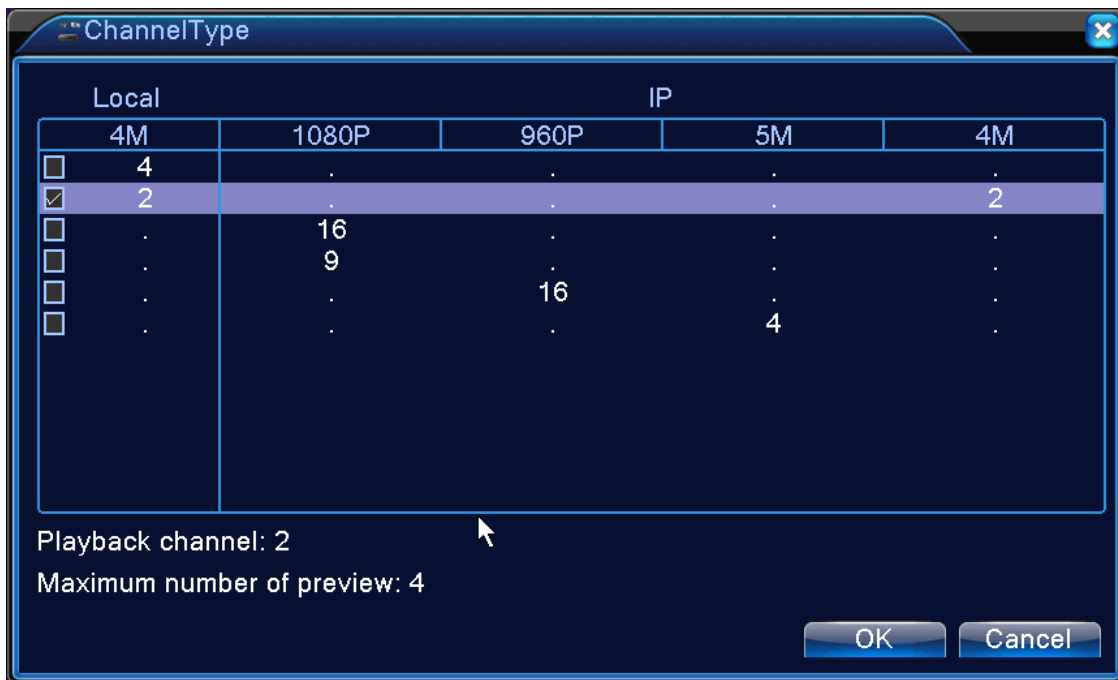 ChannelType
Local IP
4M 1080P 960P 5M 4M
4 . . . .
2 . . . 2
. 16 . . .
. 9 . . .
. . 16 . .
. . . 4 .
Playback channel: 2
Maximum number of preview: 4
OK Cancel